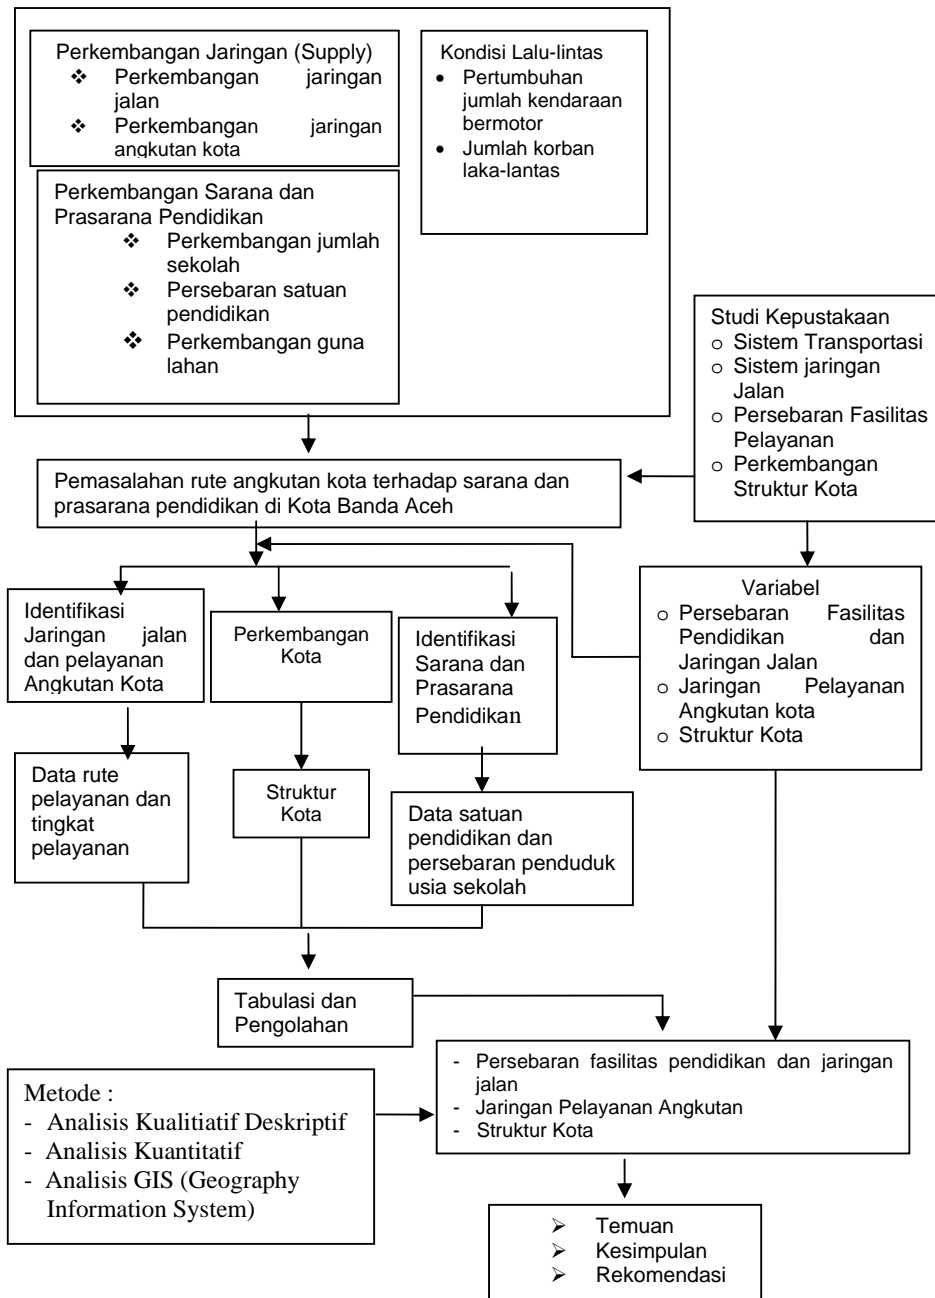 Perkembangan Jaringan (Supply)
❖ Perkembangan jaringan
jalan
❖ Perkembangan jaringan
angkutan kota
Kondisi Lalu-lintas
• Pertumbuhan
jumlah kendaraan
bermotor
• Jumlah korban
laka-lantas
Perkembangan Sarana dan
Prasarana Pendidikan
❖ Perkembangan jumlah
sekolah
❖ Persebaran satuan
pendidikan
❖ Perkembangan guna
lahan
Studi Kepustakaan
o Sistem Transportasi
o Sistem jaringan
Jalan
o Persebaran Fasilitas
Pelayanan
o Perkembangan
Struktur Kota
Pemasalahan rute angkutan kota terhadap sarana dan
prasarana pendidikan di Kota Banda Aceh
Identifikasi
Jaringan jalan
dan pelayanan
Angkutan Kota
Perkembangan
Kota
Identifikasi
Sarana dan
Prasarana
Pendidikan
Variabel
o Persebaran Fasilitas
Pendidikan dan
Jaringan Jalan
o Jaringan Pelayanan
Angkutan kota
o Struktur Kota
Data rute
pelayanan dan
tingkat
pelayanan
Struktur
Kota
Data satuan
pendidikan dan
persebaran penduduk
usia sekolah
Tabulasi dan
Pengolahan
- Persebaran fasilitas pendidikan dan jaringan
jalan
- Jaringan Pelayanan Angkutan
- Struktur Kota
Metode :
- Analisis Kualitiatif Deskriptif
- Analisis Kuantitatif
- Analisis GIS (Geography
Information System)
➢ Temuan
➢ Kesimpulan
➢ Rekomendasi